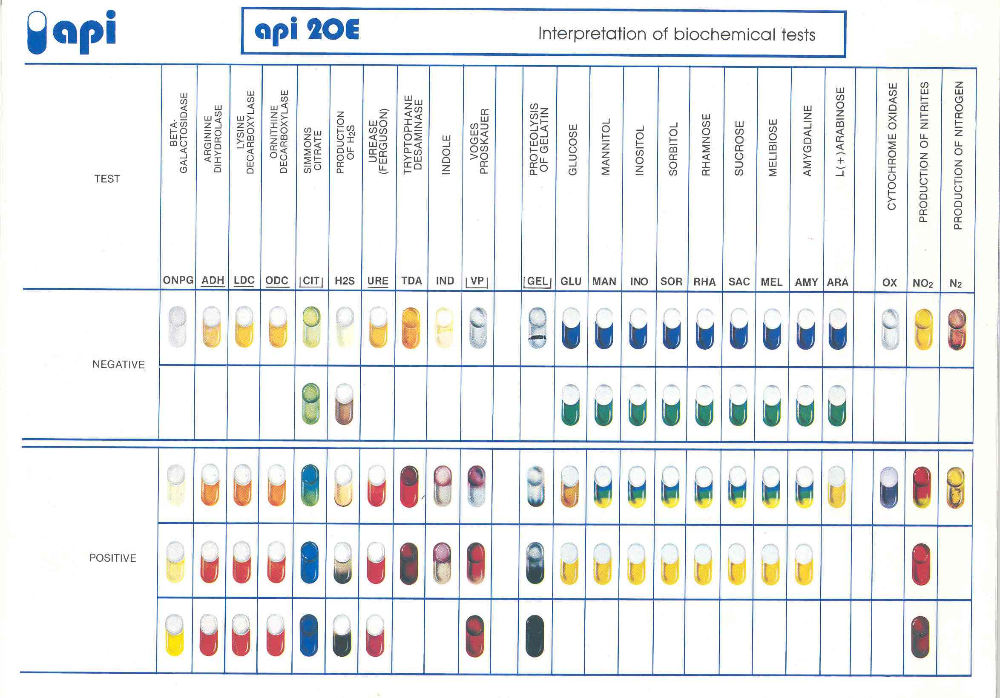 api
api 20E
Interpretation of biochemical tests
TEST
BETA-
GALACTOSIDASE
ARGININE
DIHYDROLASE
LYSINE
DECARBOXYLASE
ORNITHINE
DECARBOXYLASE
SIMMONS
CITRATE
PRODUCTION
OF H2S
UREASE
(FERGUSON)
TRYPTOPHANE
DESAMINASE
INDOLE
VOGES
PROSKAUER
PROTEOLYSIS
OF GELATIN
GLUCOSE
MANNITOL
INOSITOL
SORBITOL
RHAMNOSE
SUCROSE
MELIBIOSE
AMYGDALINE
L(+)ARABINOSE
CYTOCHROME OXIDASE
PRODUCTION OF NITRITES
PRODUCTION OF NITROGEN
ONPG ADH LDC ODC |CIT| H2S URE TDA IND |VP| |GEL| GLU MAN INO SOR RHA SAC MEL AMY ARA OX NO2 N2
NEGATIVE
POSITIVE